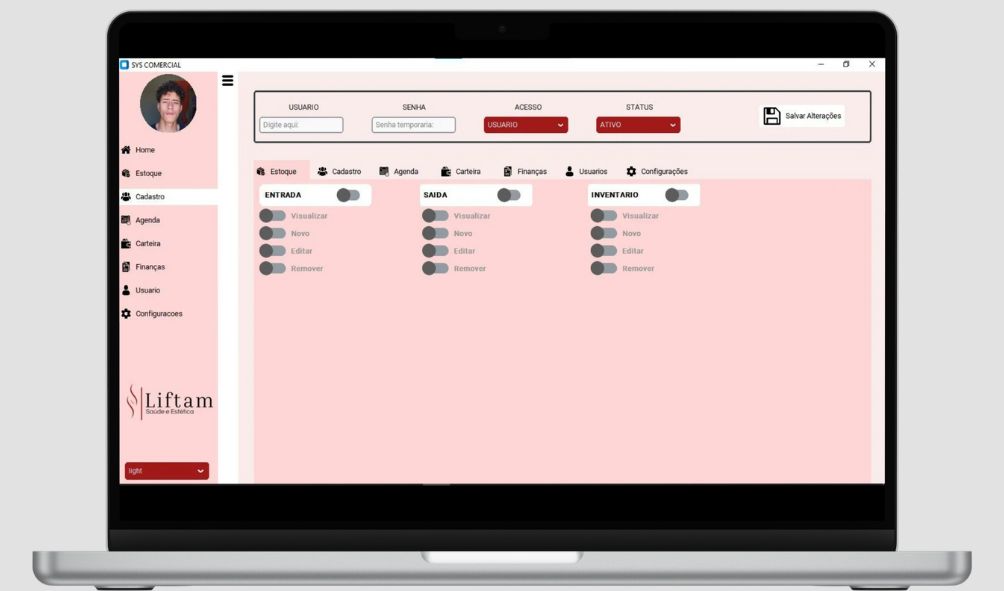 SYS COMERCIAL
USUARIO SENHA ACESSO STATUS
Digite aqui: Senha temporaria: USUARIO ATIVO Salvar Alterações
Home
Estoque
Cadastro
Agenda
Carteira
Finanças
Usuario
Configuracoes
Liftam
Saúde e Estética
light
Estoque Cadastro Agenda Carteira Finanças Usuarios Configurações
ENTRADA SAIDA INVENTARIO
Visualizar Visualizar Visualizar
Novo Novo Novo
Editar Editar Editar
Remover Remover Remover